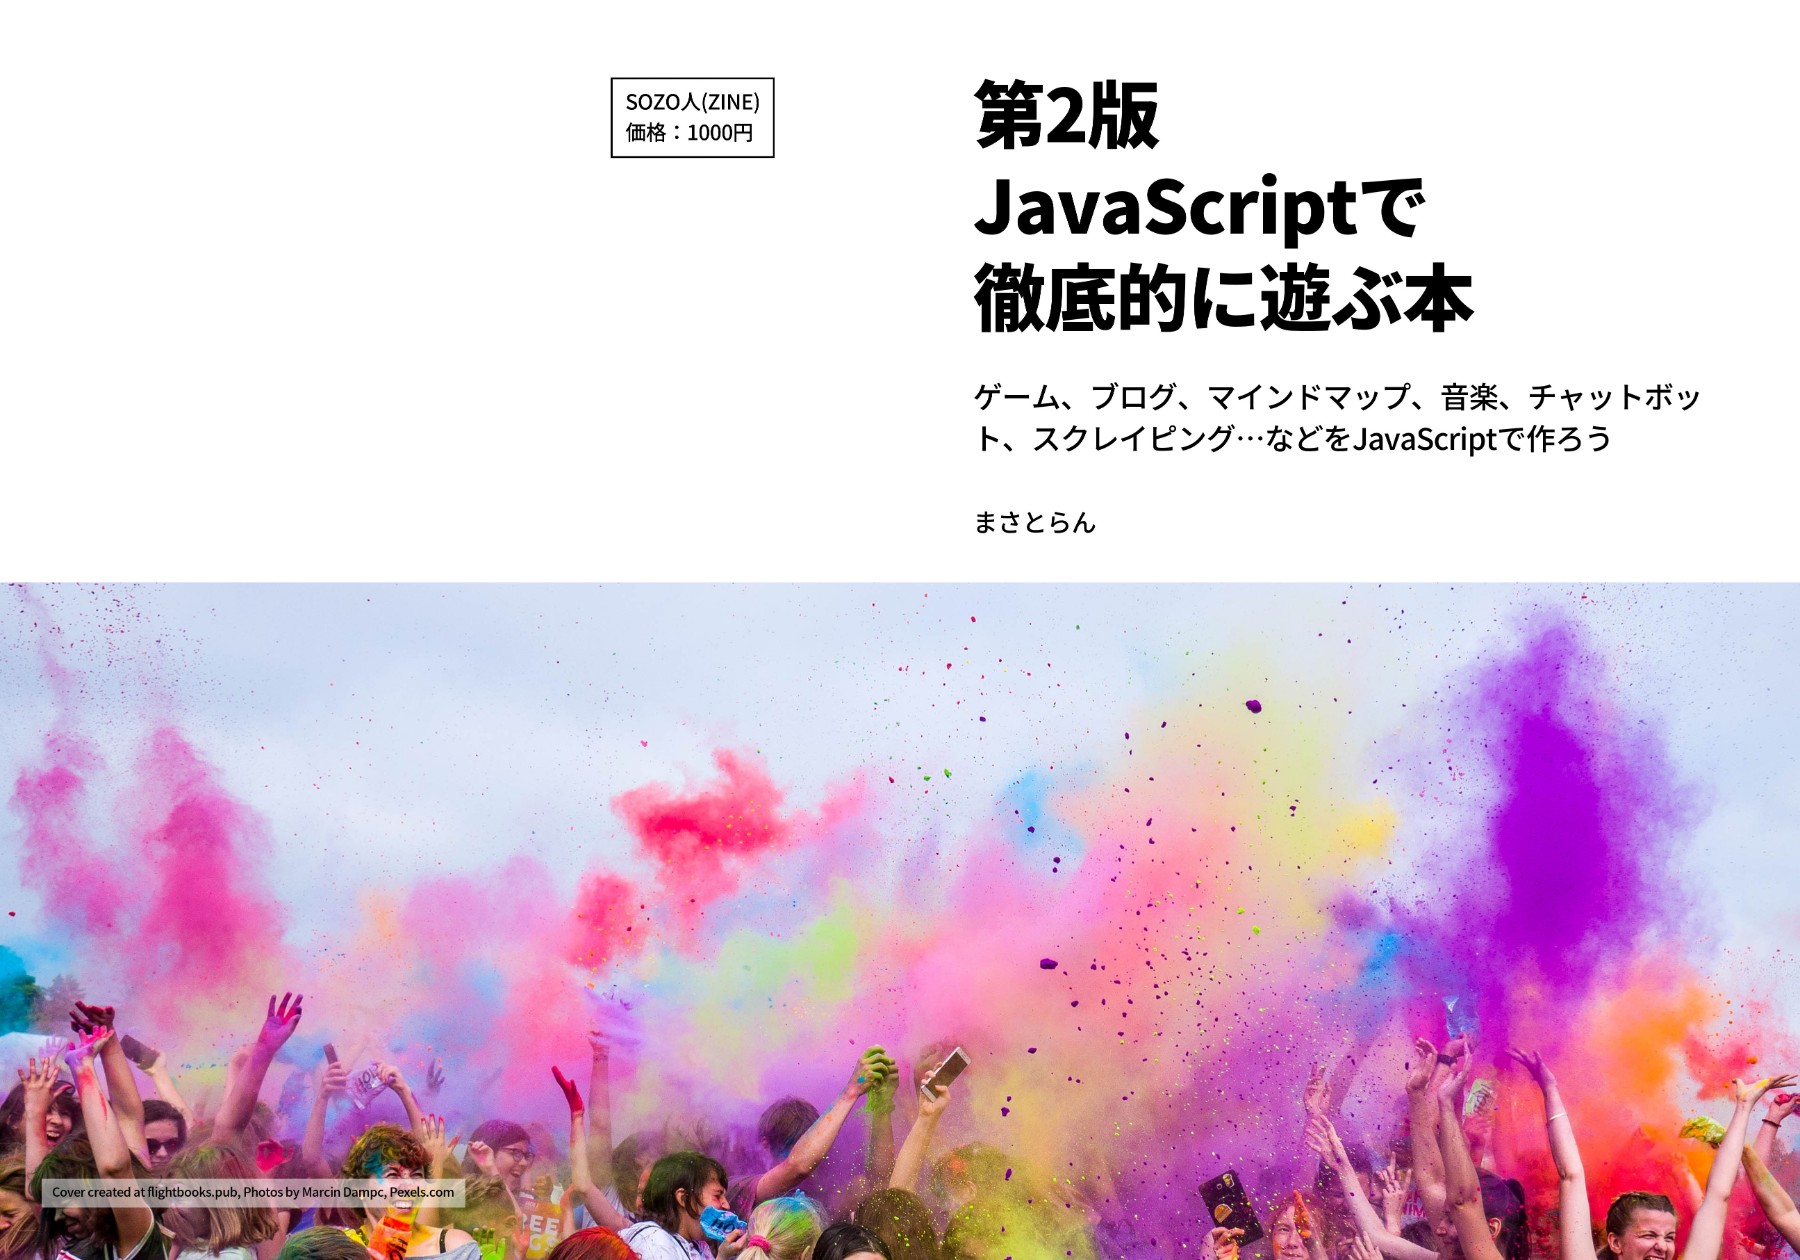 SOZO人(ZINE)
価格：1000円
第2版
JavaScriptで
徹底的に遊ぶ本
ゲーム、ブログ、マインドマップ、音楽、チャットボッ
ト、スクレイピング…などをJavaScriptで作ろう
まさとらん
Cover created at flightbooks.pub, Photos by Marcin Dampc, Pexels.com